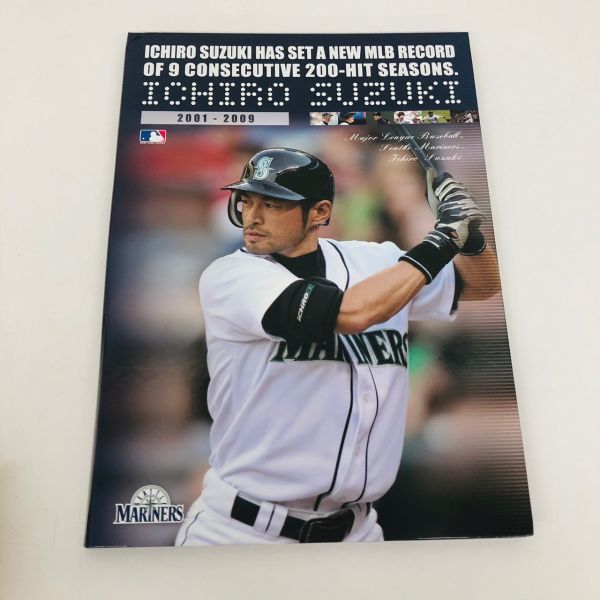 ICHIRO SUZUKI HAS SET A NEW MLB RECORD
OF 9 CONSECUTIVE 200-HIT SEASONS.
ICHIRO SUZUKI
2001 - 2009
Major League Baseball
Seattle Mariners
Ichiro Suzuki
S
ICHIRO
MARINERS
MARINERS